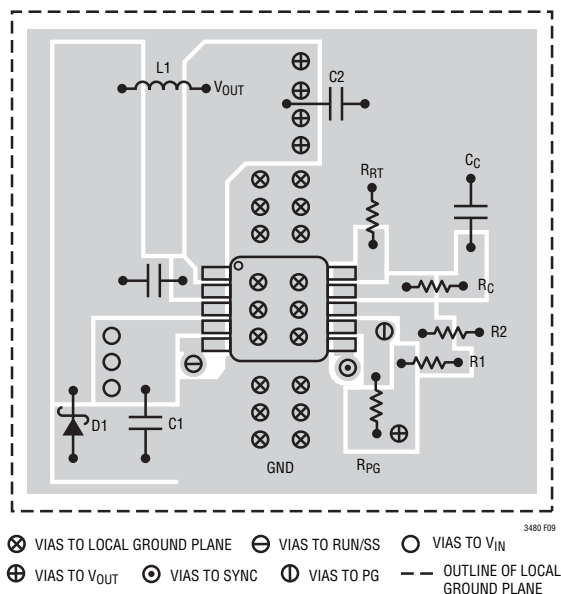 L1
VOUT
C2
RRT
CC
RC
R2
R1
D1
C1
GND
RPG
3480 F09
VIAS TO LOCAL GROUND PLANE
VIAS TO RUN/SS
VIAS TO VIN
VIAS TO VOUT
VIAS TO SYNC
VIAS TO PG
OUTLINE OF LOCAL
GROUND PLANE